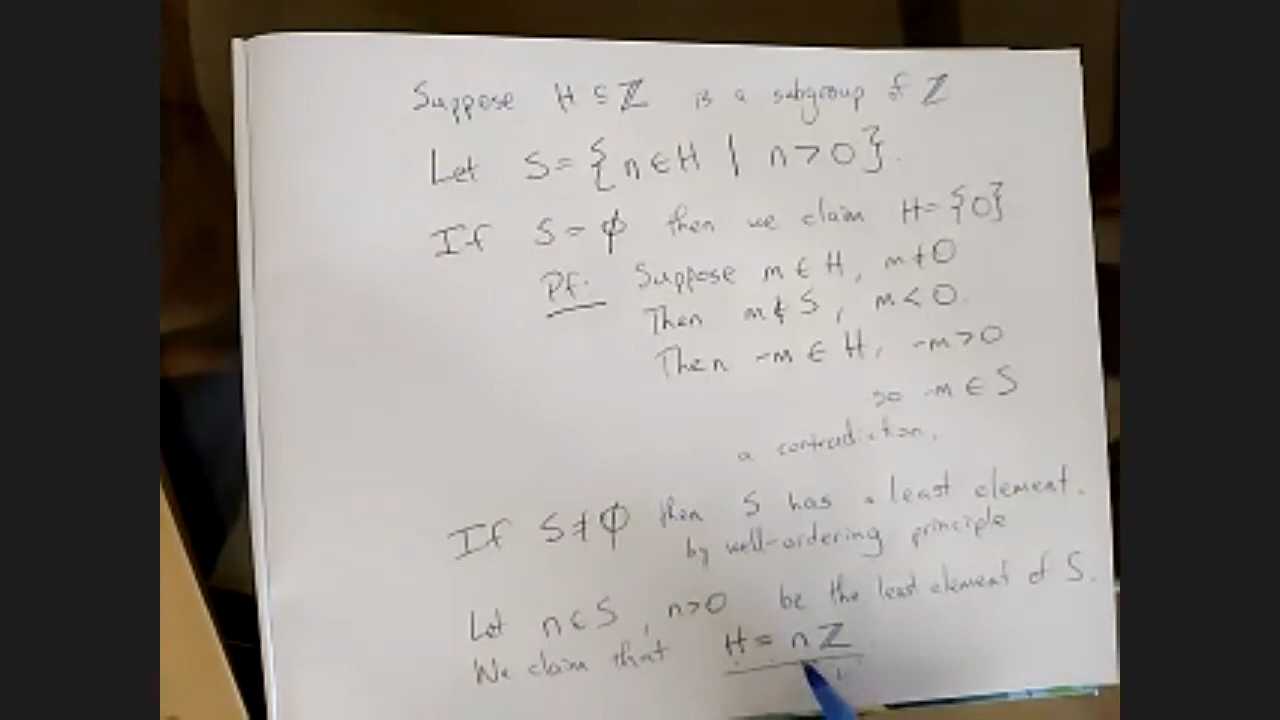 Suppose H ⊆ ℤ is a subgroup of ℤ
Let S = {n ∈ H | n > 0}.
If S = ∅ then we claim H = {0}
Pf: Suppose m ∈ H, m ≠ 0
Then m ∉ S, m < 0.
Then -m ∈ H, -m > 0
so -m ∈ S
a contradiction.
If S ≠ ∅ then S has a least element.
by well-ordering principle
Let n ∈ S, n > 0 be the least element of S.
We claim that H = nℤ.